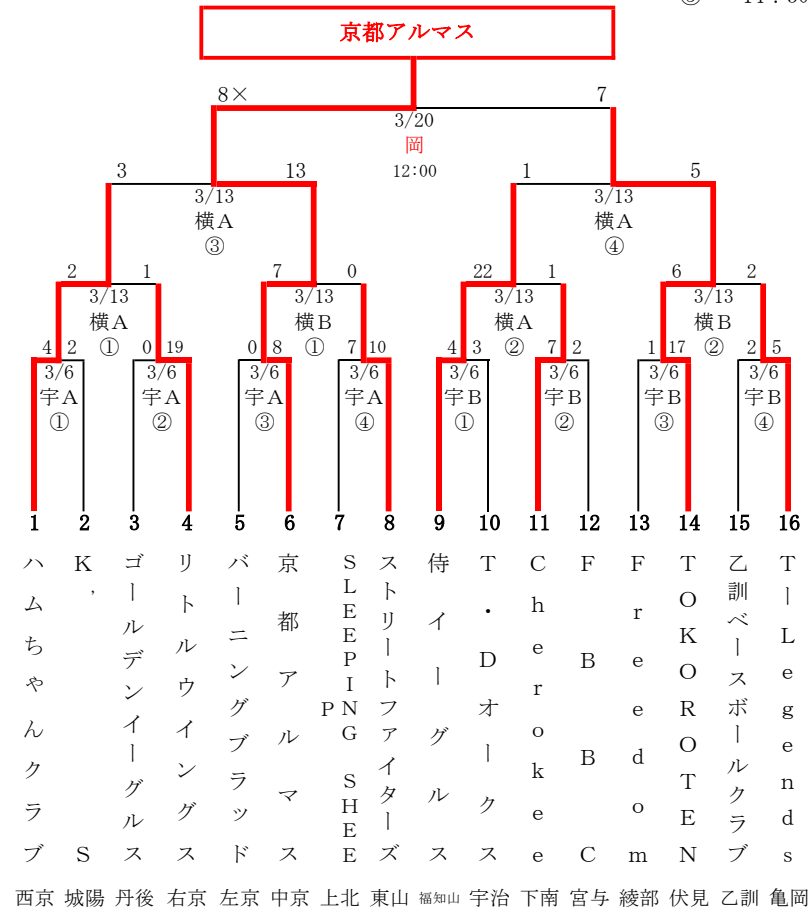 京都アルマス
8× 7
3/20
岡
12:00
3 13 1 5
3/13 3/13
横A 横A
③ ④
2 1 7 0 22 1 6 2
3/13 3/13 3/13 3/13
横A 横B 横A 横B
① ① ② ②
4 2 0 19 0 8 7 10 4 3 7 2 1 17 2 5
3/6 3/6 3/6 3/6 3/6 3/6 3/6 3/6
宇A 宇A 宇A 宇A 宇B 宇B 宇B 宇B
① ② ③ ④ ① ② ③ ④
1 2 3 4 5 6 7 8 9 10 11 12 13 14 15 16
ハムちゃんクラブ
K’S
ゴールデンイーグルス
リトルウイングス
バーニングブラッド
京都アルマス
SLEEPING SHEEP
ストリートファイターズ
侍イーグルス
T・Dオークス
Cherokee
FBBC
Freedom
TOKOROTEN
乙訓ベースボールクラブ
T-Legends
西京 城陽 丹後 右京 左京 中京 上北 東山 福知山 宇治 下南 宮与 綾部 伏見 乙訓 亀岡